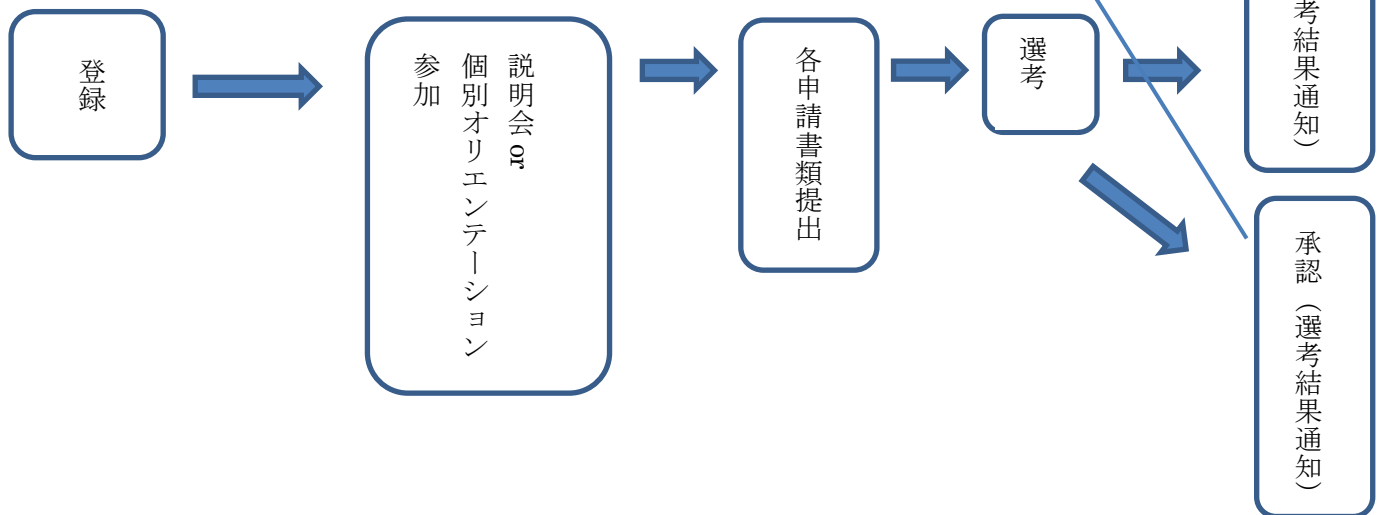 登録
説明会 or
個別オリエンテーション
参加
各申請書類提出
選考
考結果通知）
承認（選考結果通知）